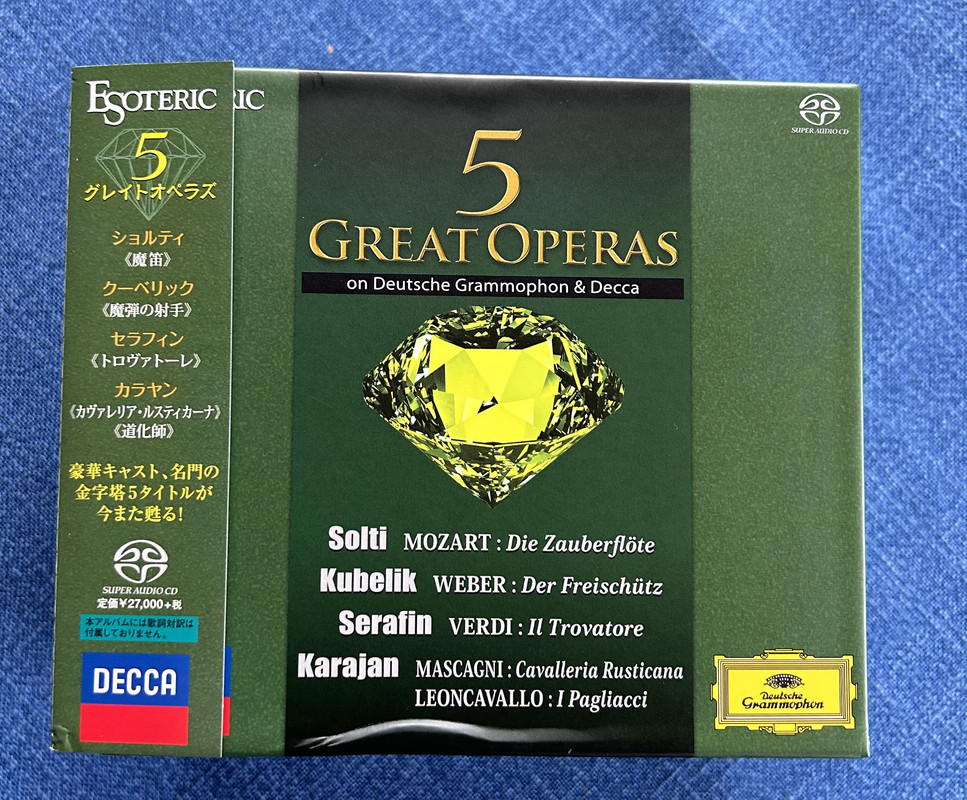 ESOTERIC
5
グレイトオペラズ
ショルティ
《魔笛》
クーベリック
《魔弾の射手》
セラフィン
《トロヴァトーレ》
カラヤン
《カヴァレリア・ルスティカーナ》
《道化師》
豪華キャスト、名門の
金字塔5タイトルが
今また甦る!
SUPER AUDIO CD
定価¥27,000+税
本アルバムには歌詞対訳は
付属しておりません。
DECCA
RIC
SUPER AUDIO CD
5
GREAT OPERAS
on Deutsche Grammophon & Decca
Solti MOZART : Die Zauberflöte
Kubelik WEBER : Der Freischütz
Serafin VERDI : Il Trovatore
Karajan MASCAGNI : Cavalleria Rusticana
LEONCAVALLO : I Pagliacci
Deutsche
Grammophon